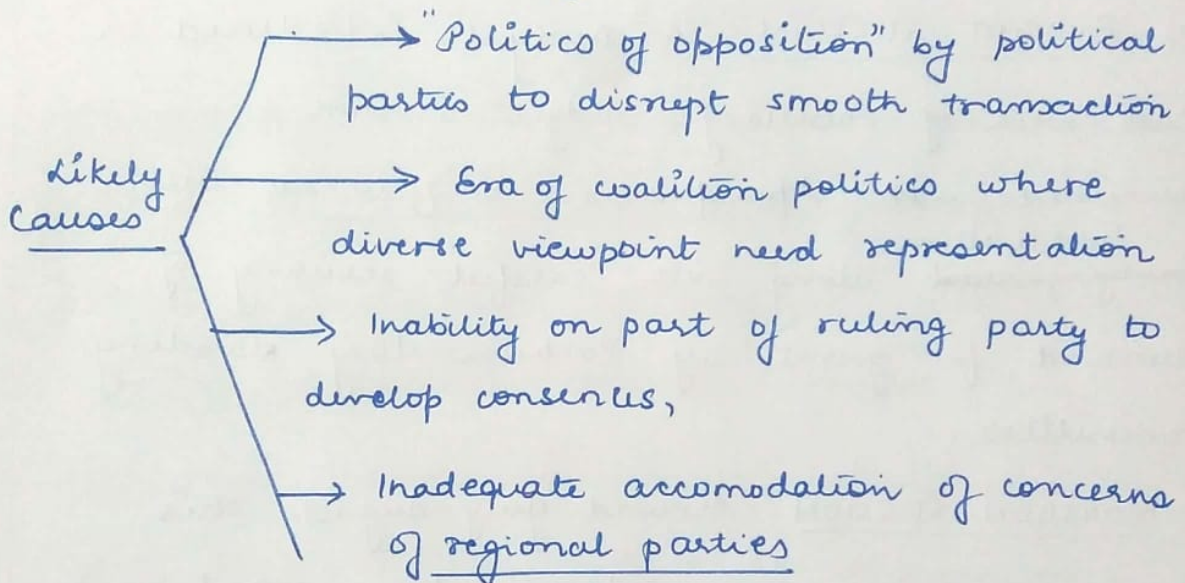 "Politics of opposition" by political
parties to disrupt smooth transaction
Likely
Causes
Era of coalition politics where
diverse viewpoint need representation
Inability on part of ruling party to
develop consensus,
Inadequate accomodation of concerns
of regional parties